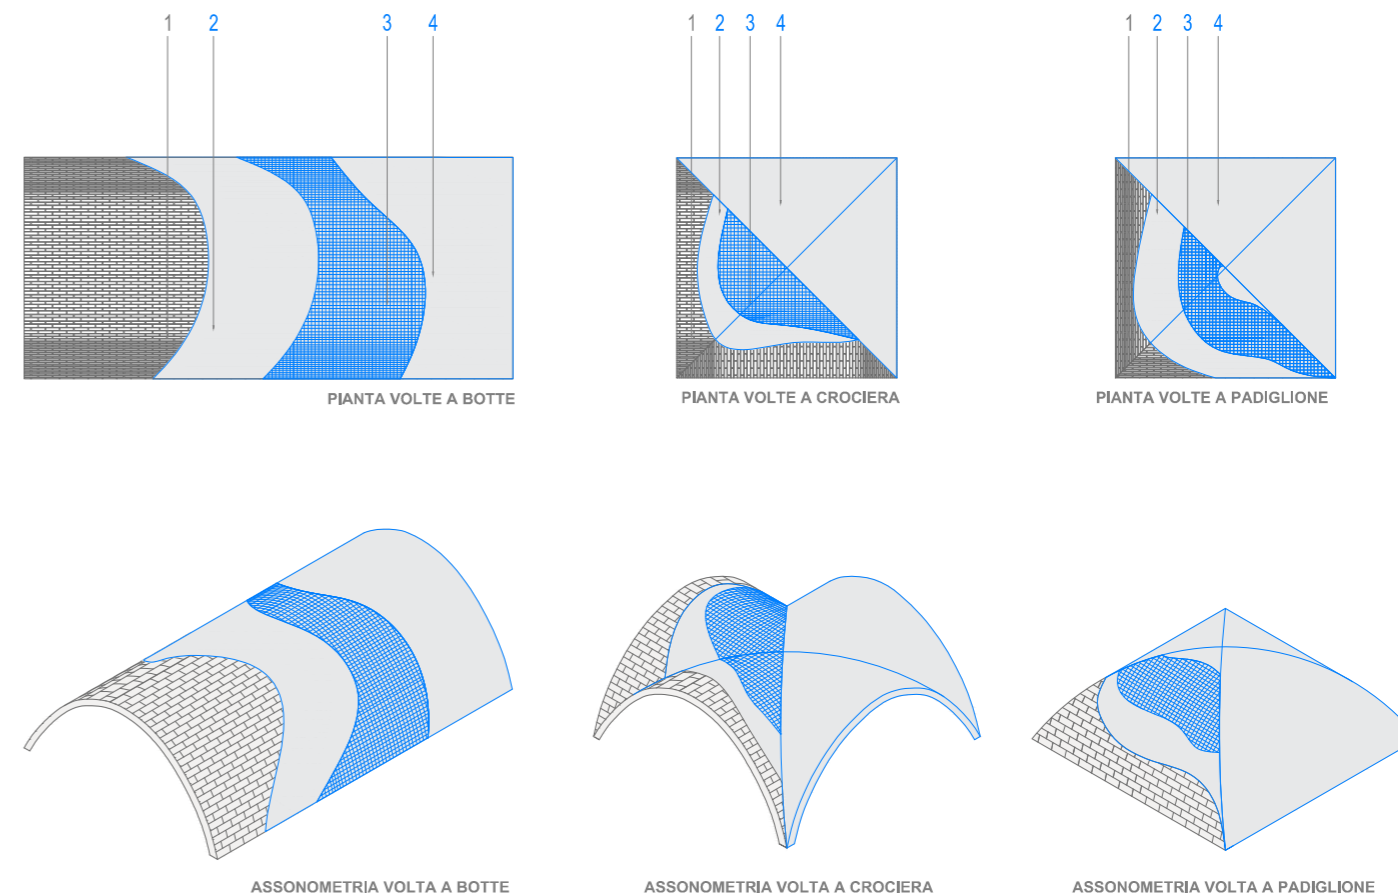 1 2 3 4
1 2 3 4
1 2 3 4
PIANTA VOLTE A BOTTE
PIANTA VOLTE A CROCIERA
PIANTA VOLTE A PADIGLIONE
ASSONOMETRIA VOLTA A BOTTE
ASSONOMETRIA VOLTA A CROCIERA
ASSONOMETRIA VOLTA A PADIGLIONE